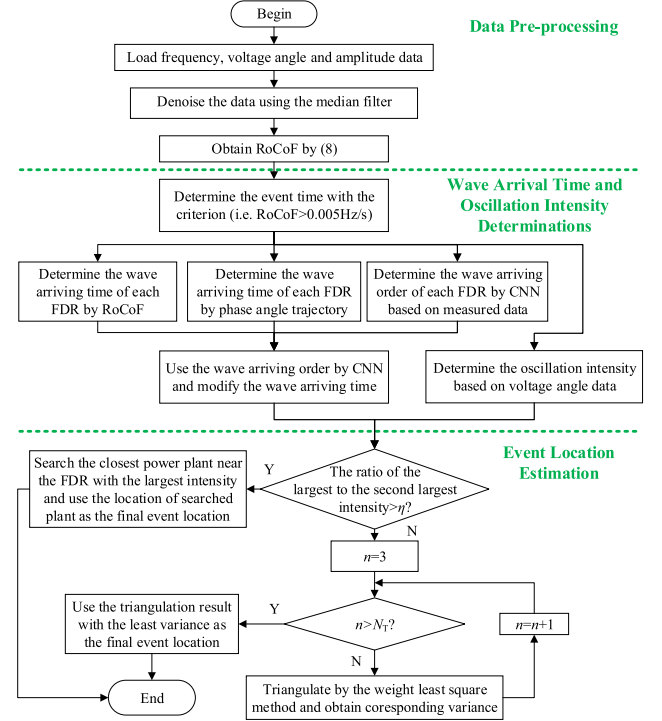 Begin
Data Pre-processing
Load frequency, voltage angle and amplitude data
Denoise the data using the median filter
Obtain RoCoF by (8)
Wave Arrival Time and
Oscillation Intensity
Determinations
Determine the event time with the
criterion (i.e. RoCoF>0.005Hz/s)
Determine the wave
arriving time of each
FDR by RoCoF
Determine the wave
arriving time of each FDR
by phase angle trajectory
Determine the wave arriving
order of each FDR by CNN
based on measured data
Use the wave arriving order by CNN
and modify the wave arriving time
Determine the oscillation intensity
based on voltage angle data
Event Location
Estimation
Search the closest power plant near
the FDR with the largest intensity
and use the location of searched
plant as the final event location
Y
The ratio of the
largest to the second largest
intensity>η?
N
n=3
Use the triangulation result
with the least variance as
the final event location
Y
n>N_T?
n=n+1
N
End
Triangulate by the weight least square
method and obtain coresponding variance